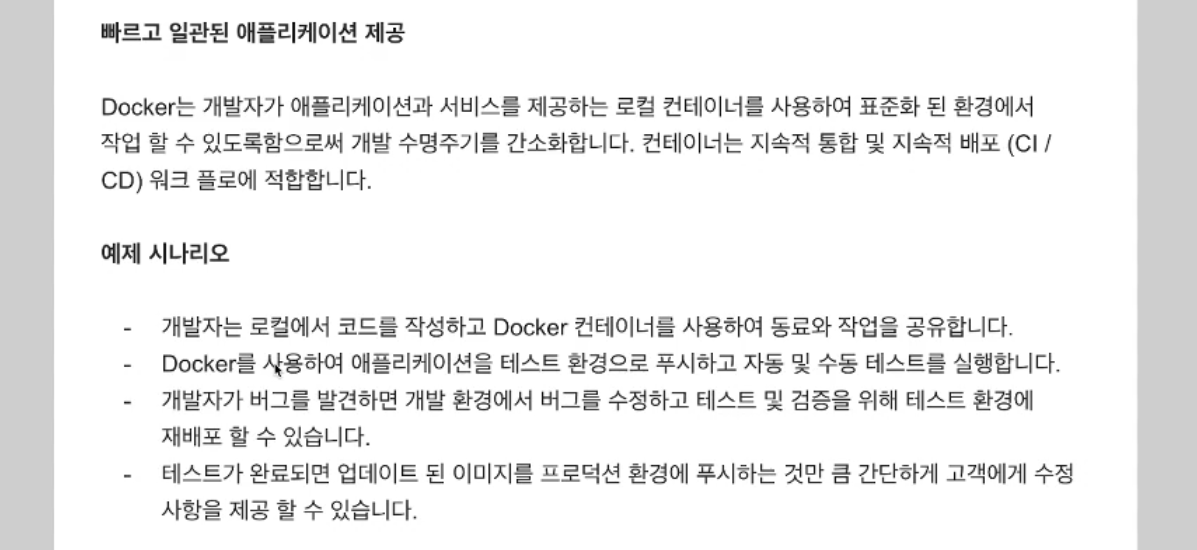 빠르고 일관된 애플리케이션 제공
Docker는 개발자가 애플리케이션과 서비스를 제공하는 로컬 컨테이너를 사용하여 표준화 된 환경에서
작업 할 수 있도록함으로써 개발 수명주기를 간소화합니다. 컨테이너는 지속적 통합 및 지속적 배포 (CI /
CD) 워크 플로에 적합합니다.
예제 시나리오
- 개발자는 로컬에서 코드를 작성하고 Docker 컨테이너를 사용하여 동료와 작업을 공유합니다.
- Docker를 사용하여 애플리케이션을 테스트 환경으로 푸시하고 자동 및 수동 테스트를 실행합니다.
- 개발자가 버그를 발견하면 개발 환경에서 버그를 수정하고 테스트 및 검증을 위해 테스트 환경에
재배포 할 수 있습니다.
- 테스트가 완료되면 업데이트 된 이미지를 프로덕션 환경에 푸시하는 것만 큼 간단하게 고객에게 수정
사항을 제공 할 수 있습니다.